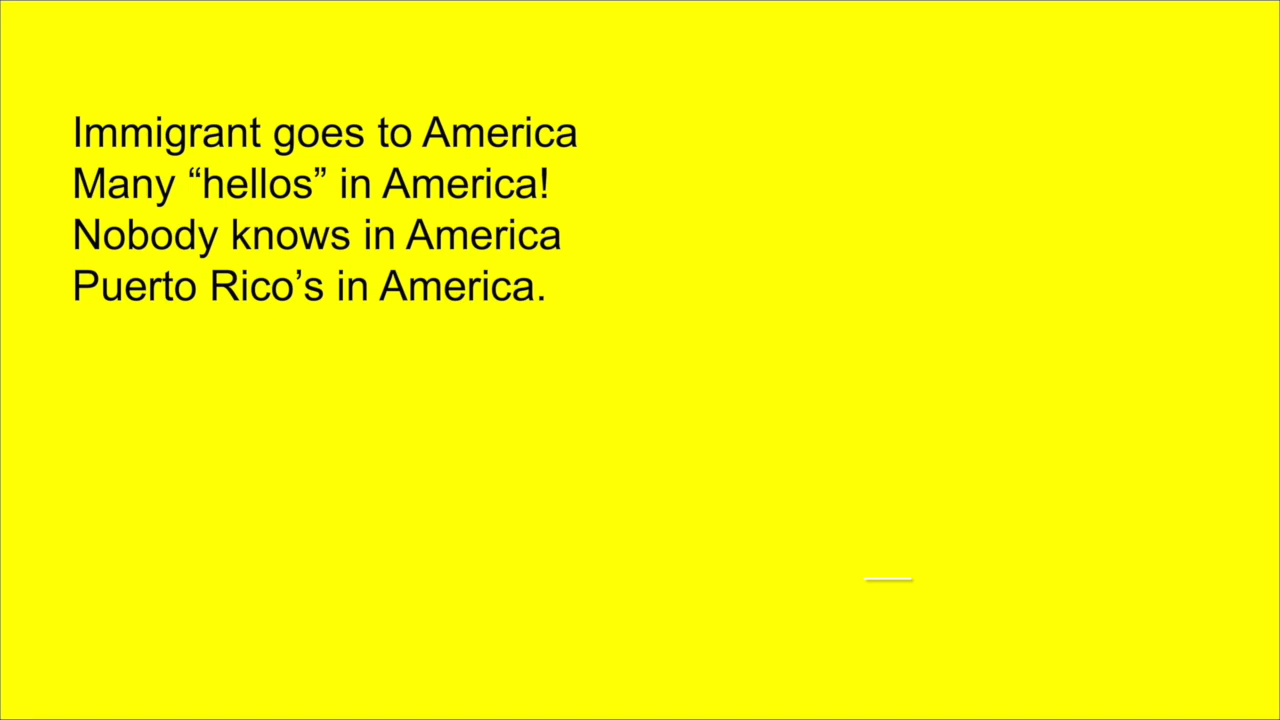 Immigrant goes to America
Many “hellos” in America!
Nobody knows in America
Puerto Rico’s in America.